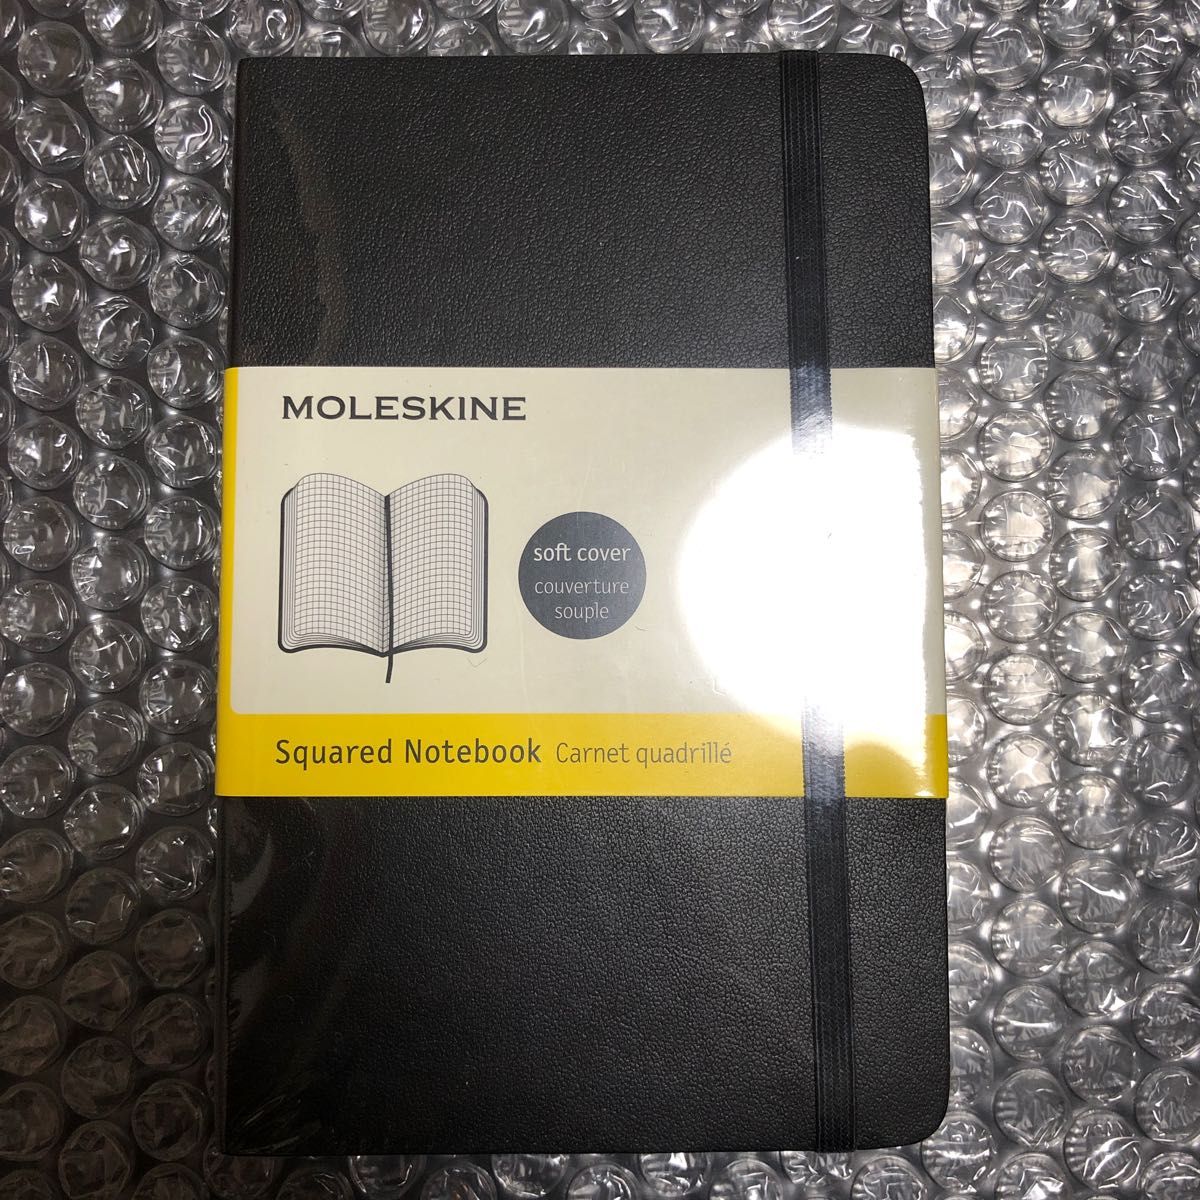 MOLESKINE
soft cover
couverture
souple
Squared Notebook Carnet quadrillé